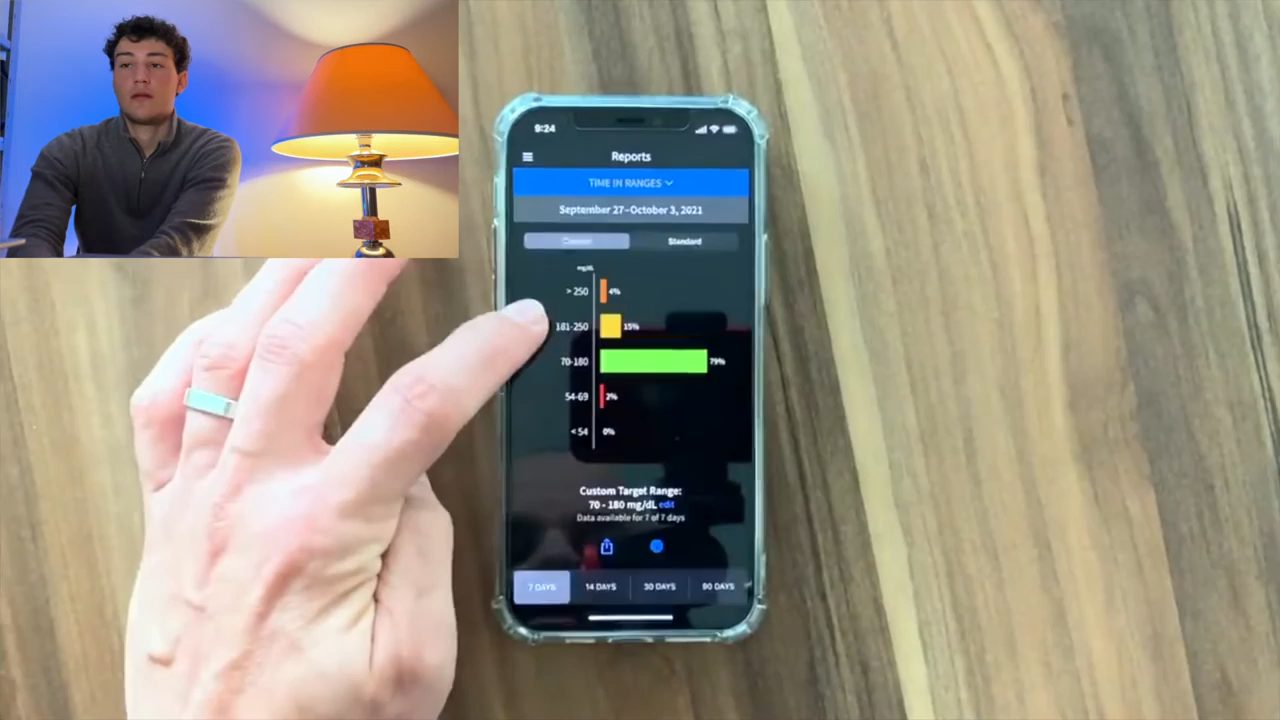 9:24
Reports
TIME IN RANGES
September 27–October 3, 2021
Custom Standard
mg/dL
> 250 4%
181-250 15%
70-180 79%
54-69 2%
< 54 0%
Custom Target Range:
70 - 180 mg/dL edit
Data available for 7 of 7 days
7 DAYS 14 DAYS 30 DAYS 90 DAYS